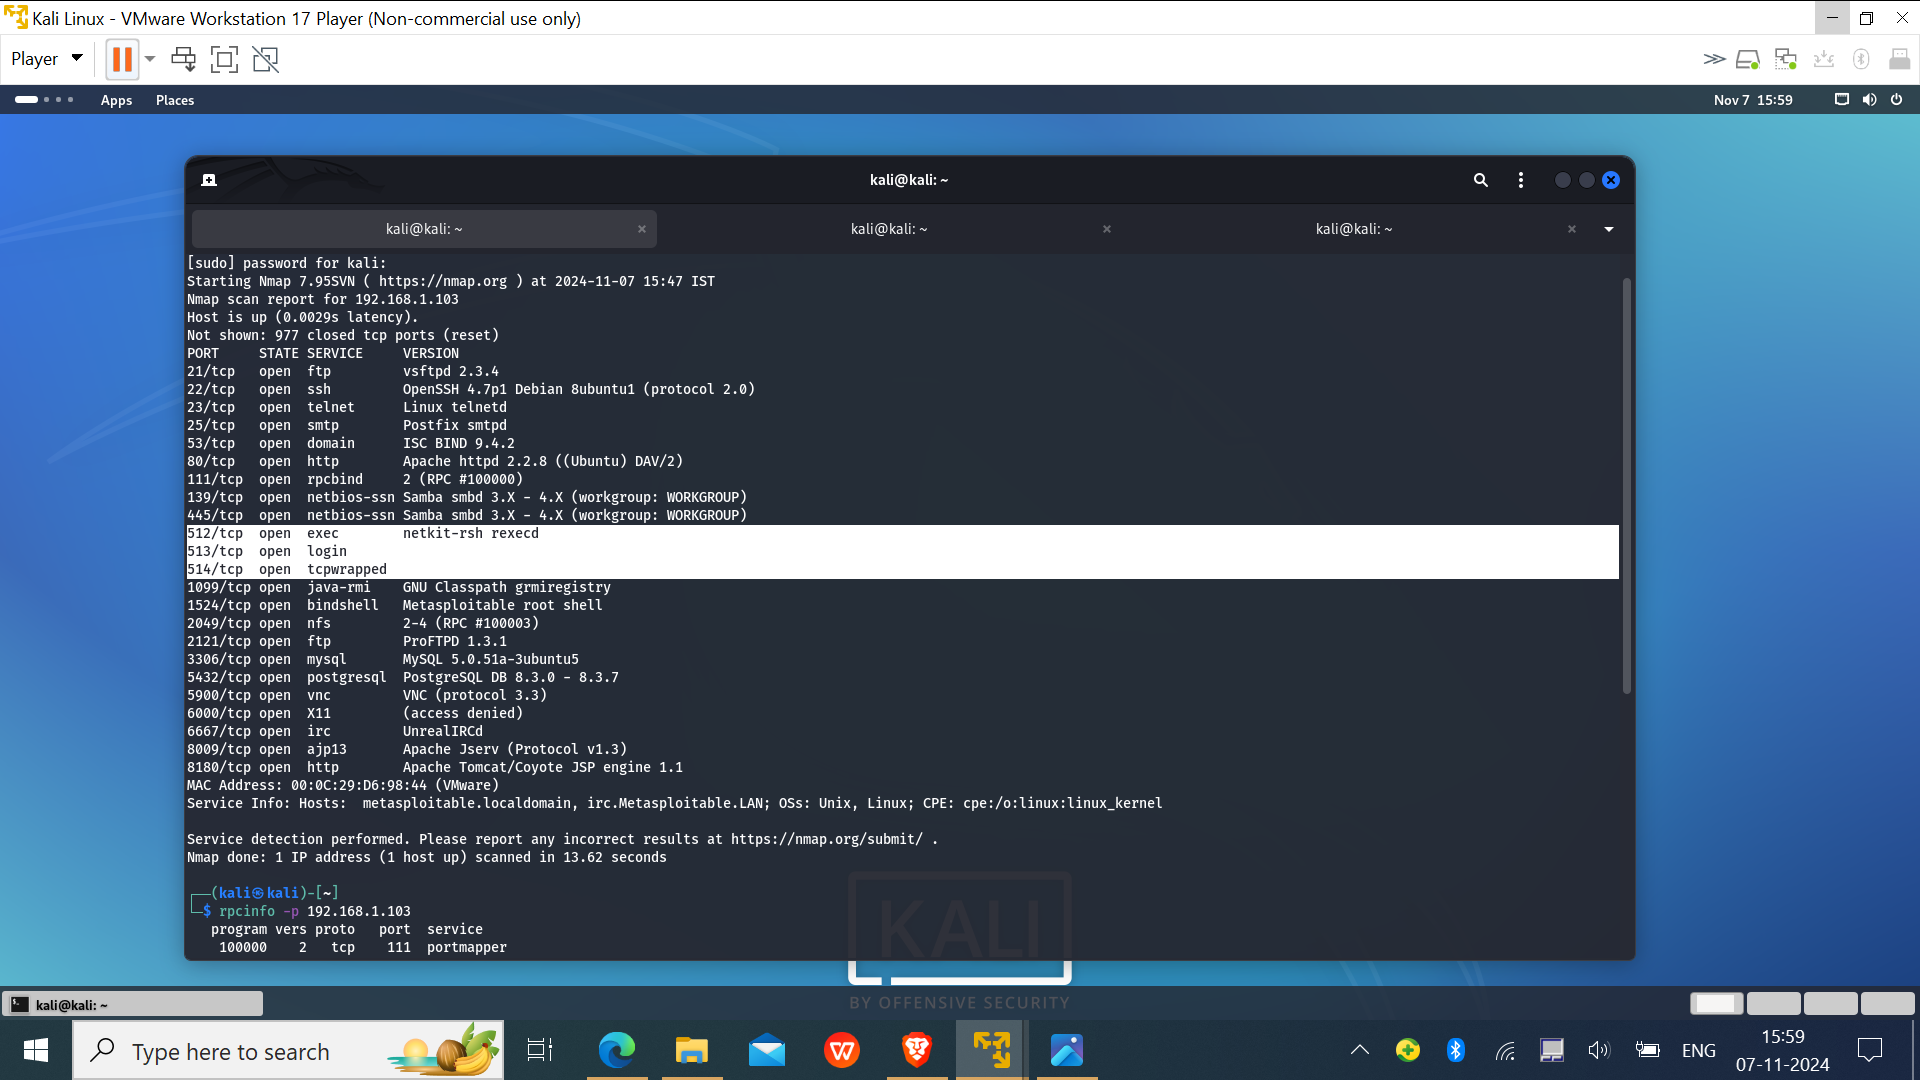 Kali Linux - VMware Workstation 17 Player (Non-commercial use only)
Player
Apps Places Nov 7 15:59
kali@kali: ~
kali@kali: ~ kali@kali: ~ kali@kali: ~
[sudo] password for kali:
Starting Nmap 7.95SVN ( https://nmap.org ) at 2024-11-07 15:47 IST
Nmap scan report for 192.168.1.103
Host is up (0.0029s latency).
Not shown: 977 closed tcp ports (reset)
PORT     STATE SERVICE     VERSION
21/tcp   open  ftp         vsftpd 2.3.4
22/tcp   open  ssh         OpenSSH 4.7p1 Debian 8ubuntu1 (protocol 2.0)
23/tcp   open  telnet      Linux telnetd
25/tcp   open  smtp        Postfix smtpd
53/tcp   open  domain      ISC BIND 9.4.2
80/tcp   open  http        Apache httpd 2.2.8 ((Ubuntu) DAV/2)
111/tcp  open  rpcbind     2 (RPC #100000)
139/tcp  open  netbios-ssn Samba smbd 3.X - 4.X (workgroup: WORKGROUP)
445/tcp  open  netbios-ssn Samba smbd 3.X - 4.X (workgroup: WORKGROUP)
512/tcp  open  exec        netkit-rsh rexecd
513/tcp  open  login
514/tcp  open  tcpwrapped
1099/tcp open  java-rmi    GNU Classpath grmiregistry
1524/tcp open  bindshell   Metasploitable root shell
2049/tcp open  nfs         2-4 (RPC #100003)
2121/tcp open  ftp         ProFTPD 1.3.1
3306/tcp open  mysql       MySQL 5.0.51a-3ubuntu5
5432/tcp open  postgresql  PostgreSQL DB 8.3.0 - 8.3.7
5900/tcp open  vnc         VNC (protocol 3.3)
6000/tcp open  X11         (access denied)
6667/tcp open  irc         UnrealIRCd
8009/tcp open  ajp13       Apache Jserv (Protocol v1.3)
8180/tcp open  http        Apache Tomcat/Coyote JSP engine 1.1
MAC Address: 00:0C:29:D6:98:44 (VMware)
Service Info: Hosts:  metasploitable.localdomain, irc.Metasploitable.LAN; OSs: Unix, Linux; CPE: cpe:/o:linux:linux_kernel
Service detection performed. Please report any incorrect results at https://nmap.org/submit/ .
Nmap done: 1 IP address (1 host up) scanned in 13.62 seconds
┌──(kali㉿kali)-[~]
└─$ rpcinfo -p 192.168.1.103
   program vers proto   port  service
    100000    2   tcp    111  portmapper
KALI
BY OFFENSIVE SECURITY
kali@kali: ~
Type here to search
ENG
15:59
07-11-2024